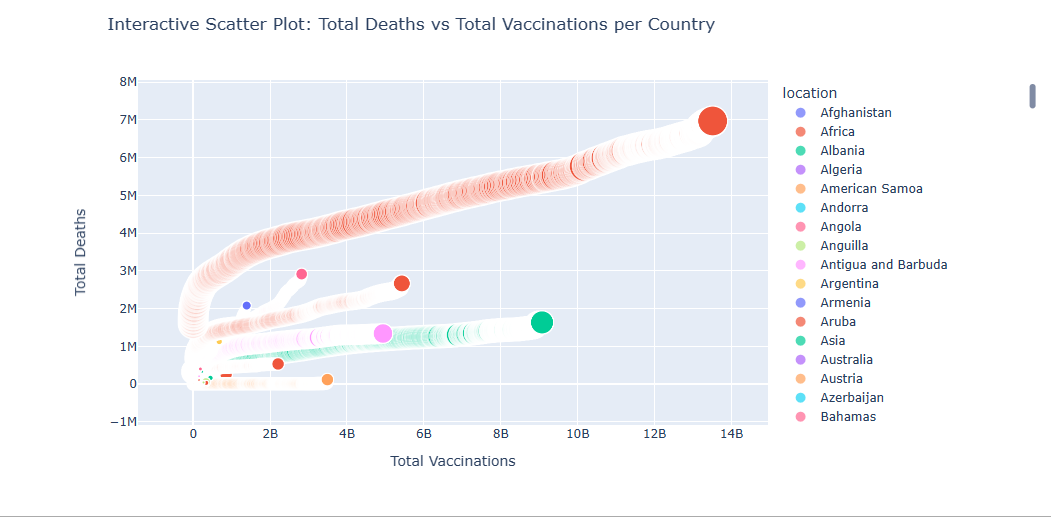 Interactive Scatter Plot: Total Deaths vs Total Vaccinations per Country
8M
7M
6M
5M
4M
3M
2M
1M
0
−1M
Total Deaths
0 2B 4B 6B 8B 10B 12B 14B
Total Vaccinations
location
Afghanistan
Africa
Albania
Algeria
American Samoa
Andorra
Angola
Anguilla
Antigua and Barbuda
Argentina
Armenia
Aruba
Asia
Australia
Austria
Azerbaijan
Bahamas